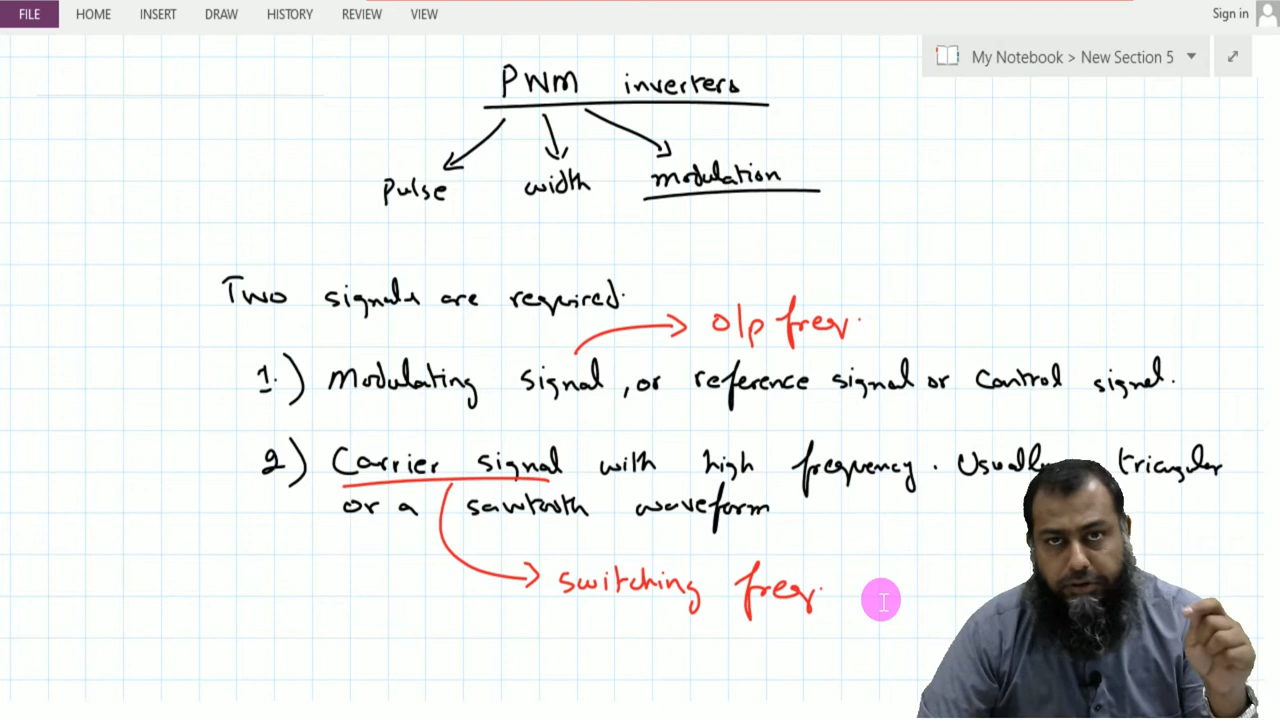 FILE HOME INSERT DRAW HISTORY REVIEW VIEW Sign in
My Notebook > New Section 5
PWM inverters
Pulse width modulation
Two signals are required.
o/p freq.
1.) Modulating signal, or reference signal or control signal.
2) Carrier signal with high frequency. Usually triangular
or a sawtooth waveform
switching freq.